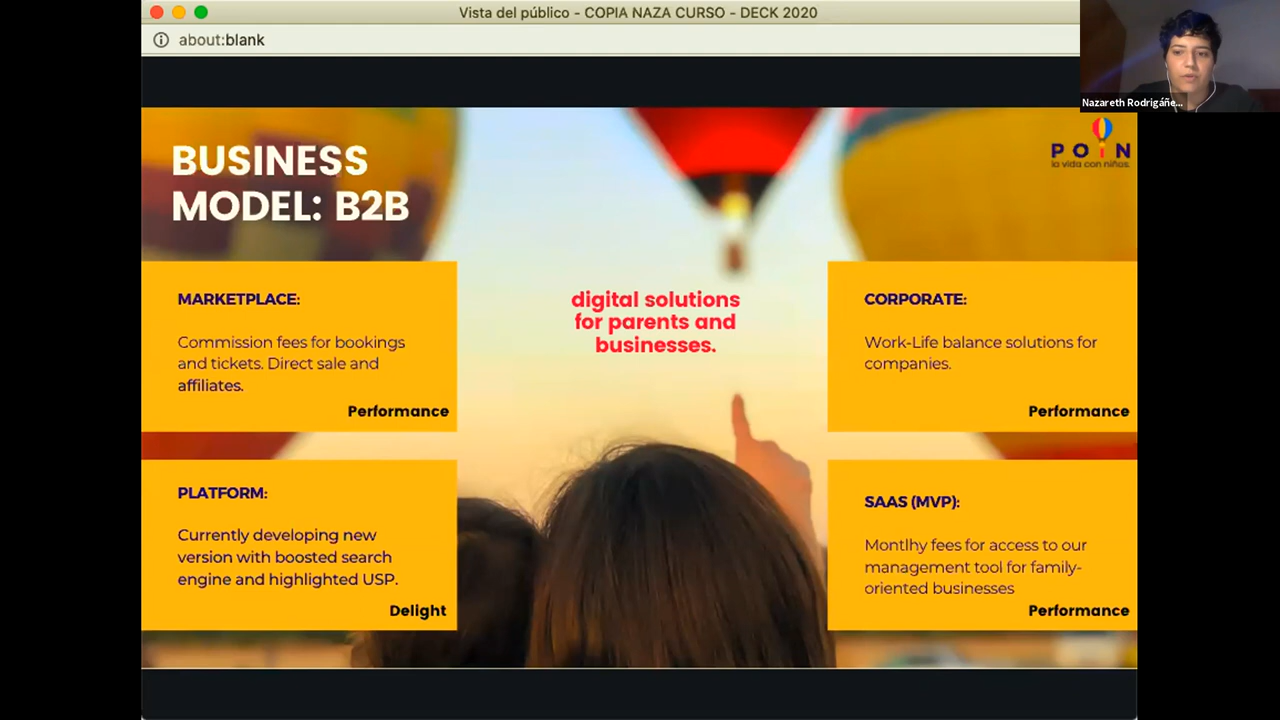 Vista del público - COPIA NAZA CURSO - DECK 2020
about:blank
Nazareth Rodrigáñe...
POIN
la vida con niños.
BUSINESS
MODEL: B2B
MARKETPLACE:
Commission fees for bookings
and tickets. Direct sale and
affiliates.
Performance
digital solutions
for parents and
businesses.
CORPORATE:
Work-Life balance solutions for
companies.
Performance
PLATFORM:
Currently developing new
version with boosted search
engine and highlighted USP.
Delight
SAAS (MVP):
Montlhy fees for access to our
management tool for family-
oriented businesses
Performance